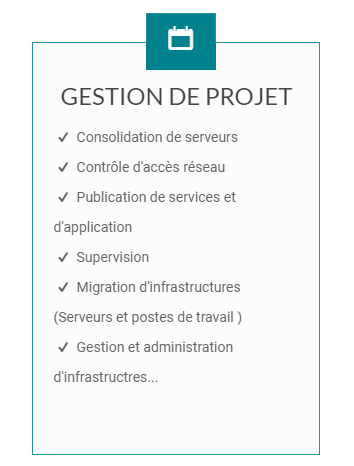 GESTION DE PROJET
✓ Consolidation de serveurs
✓ Contrôle d'accès réseau
✓ Publication de services et
d'application
✓ Supervision
✓ Migration d'infrastructures
(Serveurs et postes de travail )
✓ Gestion et administration
d'infrastructres...